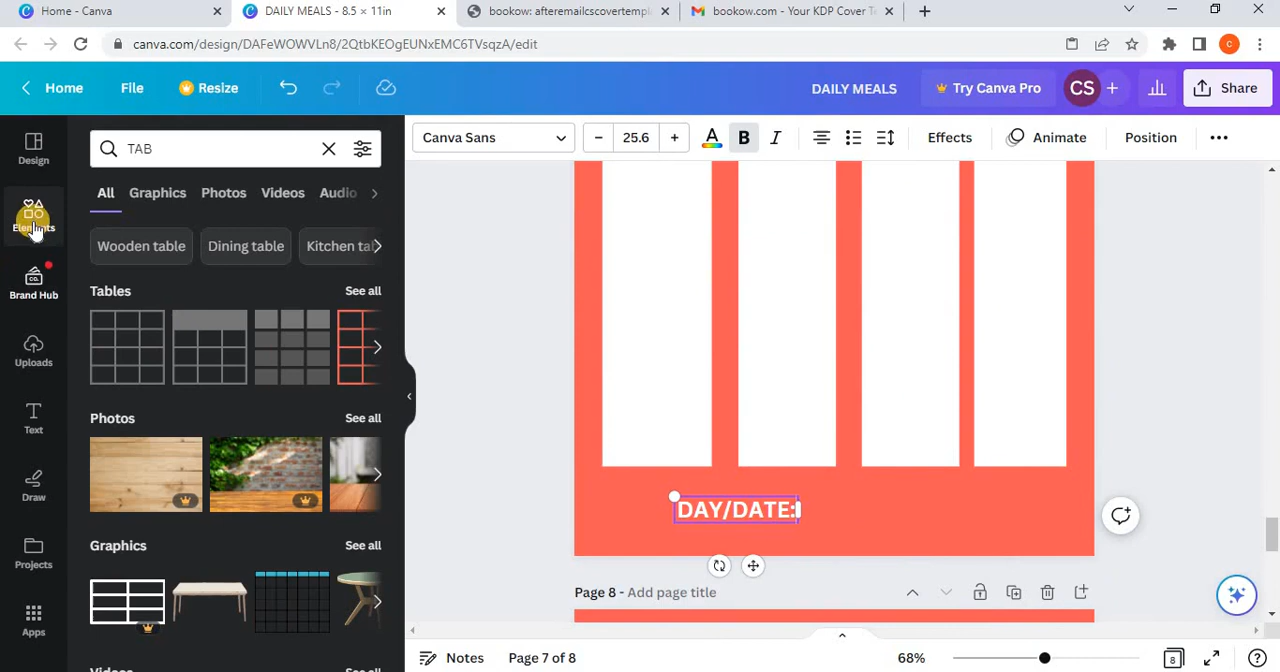 Home - Canva
DAILY MEALS - 8.5 × 11in
bookow: afteremailcscovertempl
bookow.com - Your KDP Cover Te
canva.com/design/DAFeWOWVLn8/2QtbKEOgEUNxEMC6TVsqzA/edit
C
Home
File
Resize
DAILY MEALS
Try Canva Pro
CS
Share
Design
Elements
Brand Hub
Uploads
Text
Draw
Projects
Apps
TAB
All
Graphics
Photos
Videos
Audio
Wooden table
Dining table
Kitchen tab
Tables
See all
Photos
See all
Graphics
See all
Videos
Canva Sans
25.6
A
B
I
Effects
Animate
Position
DAY/DATE:
Page 8 - Add page title
Notes
Page 7 of 8
68%
8